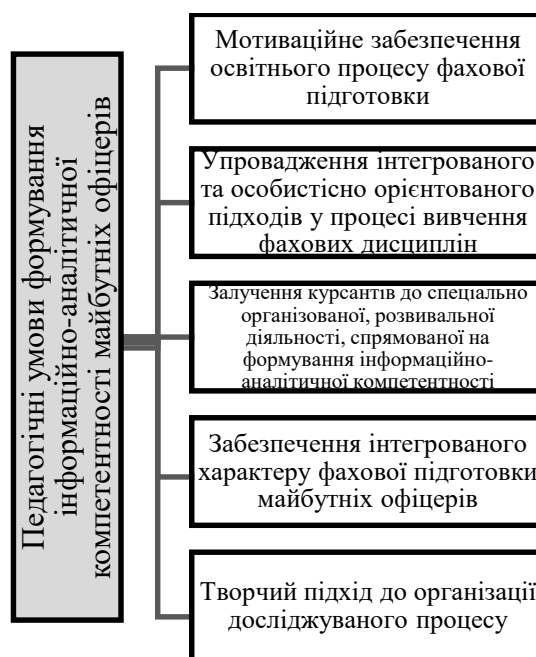 Педагогічні умови формування
інформаційно-аналітичної
компетентності майбутніх офіцерів
Мотиваційне забезпечення
освітнього процесу фахової
підготовки
Упровадження інтегрованого
та особистісно орієнтованого
підходів у процесі вивчення
фахових дисциплін
Залучення курсантів до спеціально
організованої, розвивальної
діяльності, спрямованої на
формування інформаційно-
аналітичної компетентності
Забезпечення інтегрованого
характеру фахової підготовки
майбутніх офіцерів
Творчий підхід до організації
досліджуваного процесу